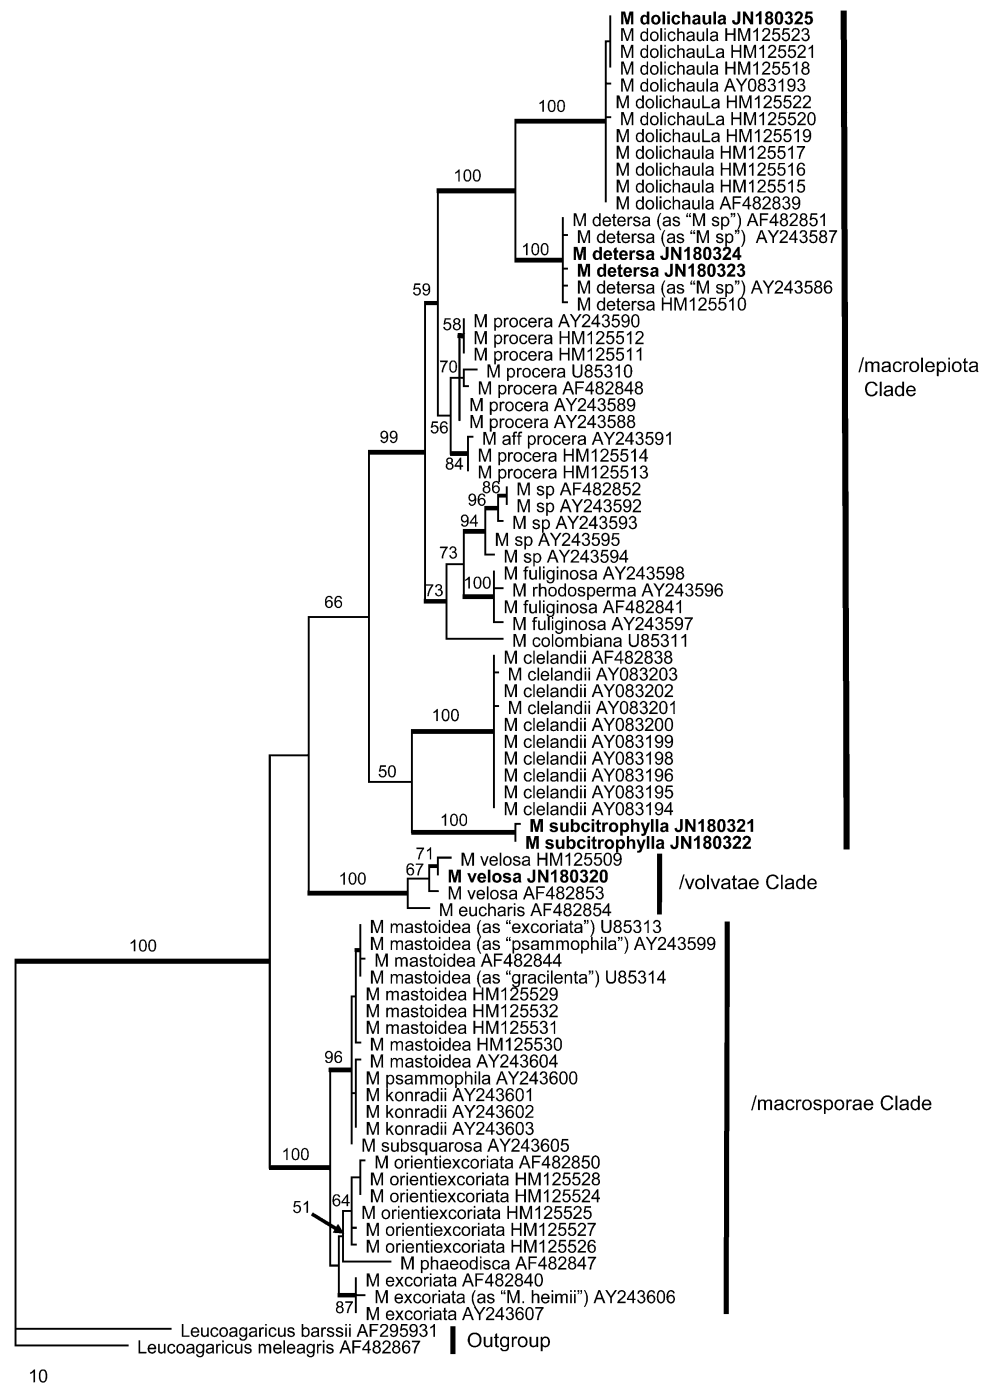 M dolichaula JN180325
M dolichaula HM125523
M dolichauLa HM125521
M dolichaula HM125518
M dolichaula AY083193
M dolichauLa HM125522
100
M dolichauLa HM125520
M dolichauLa HM125519
M dolichaula HM125517
M dolichaula HM125516
100
M dolichaula HM125515
M dolichaula AF482839
M detersa (as “M sp”) AF482851
M detersa (as “M sp”) AY243587
100
M detersa JN180324
M detersa JN180323
59
M detersa (as “M sp”) AY243586
M detersa HM125510
58
M procera AY243590
M procera HM125512
M procera HM125511
/macrolepiota
Clade
70
M procera U85310
M procera AF482848
M procera AY243589
56
M procera AY243588
99
M aff procera AY243591
M procera HM125514
84
M procera HM125513
86
M sp AF482852
96
M sp AY243592
94
M sp AY243593
M sp AY243595
73
M sp AY243594
M fuliginosa AY243598
73
100
M rhodosperma AY243596
66
M fuliginosa AF482841
M fuliginosa AY243597
M colombiana U85311
M clelandii AF482838
M clelandii AY083203
M clelandii AY083202
M clelandii AY083201
100
M clelandii AY083200
M clelandii AY083199
M clelandii AY083198
50
M clelandii AY083196
M clelandii AY083195
M clelandii AY083194
100
M subcitrophylla JN180321
M subcitrophylla JN180322
71
M velosa HM125509
67
M velosa JN180320
100
/volvatae Clade
M velosa AF482853
M eucharis AF482854
M mastoidea (as “excoriata”) U85313
100
M mastoidea (as “psammophila”) AY243599
M mastoidea AF482844
M mastoidea (as “gracilenta”) U85314
M mastoidea HM125529
M mastoidea HM125532
M mastoidea HM125531
M mastoidea HM125530
96
M mastoidea AY243604
M psammophila AY243600
M konradii AY243601
/macrosporae Clade
M konradii AY243602
M konradii AY243603
M subsquarosa AY243605
100
M orientiexcoriata AF482850
M orientiexcoriata HM125528
M orientiexcoriata HM125524
51
64
M orientiexcoriata HM125525
M orientiexcoriata HM125527
M orientiexcoriata HM125526
M phaeodisca AF482847
M excoriata AF482840
87
M excoriata (as “M. heimii”) AY243606
M excoriata AY243607
Leucoagaricus barssii AF295931
Outgroup
Leucoagaricus meleagris AF482867
10